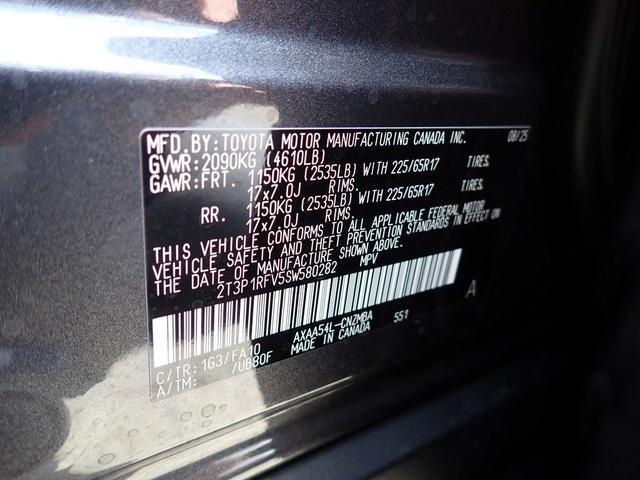 MFD.BY:TOYOTA MOTOR MANUFACTURING CANADA INC. 08/25
GVWR:2090KG (4610LB)
GAWR:FRT. 1150KG (2535LB) WITH 225/65R17 TIRES.
17x7.0J RIMS.
RR. 1150KG (2535LB) WITH 225/65R17 TIRES.
17x7.0J RIMS.
THIS VEHICLE CONFORMS TO ALL APPLICABLE FEDERAL MOTOR
VEHICLE SAFETY AND THEFT PREVENTION STANDARDS IN EFFECT ON
THE DATE OF MANUFACTURE SHOWN ABOVE.
2T3P1RFV5SW580282 MPV
A
C/TR: 1G3/FA10 AXAA54L-CNZMBA 551
A/TM: /UB80F MADE IN CANADA